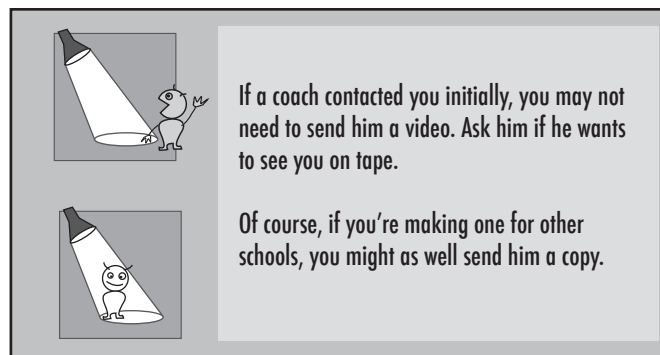 If a coach contacted you initially, you may not
need to send him a video. Ask him if he wants
to see you on tape.
Of course, if you’re making one for other
schools, you might as well send him a copy.